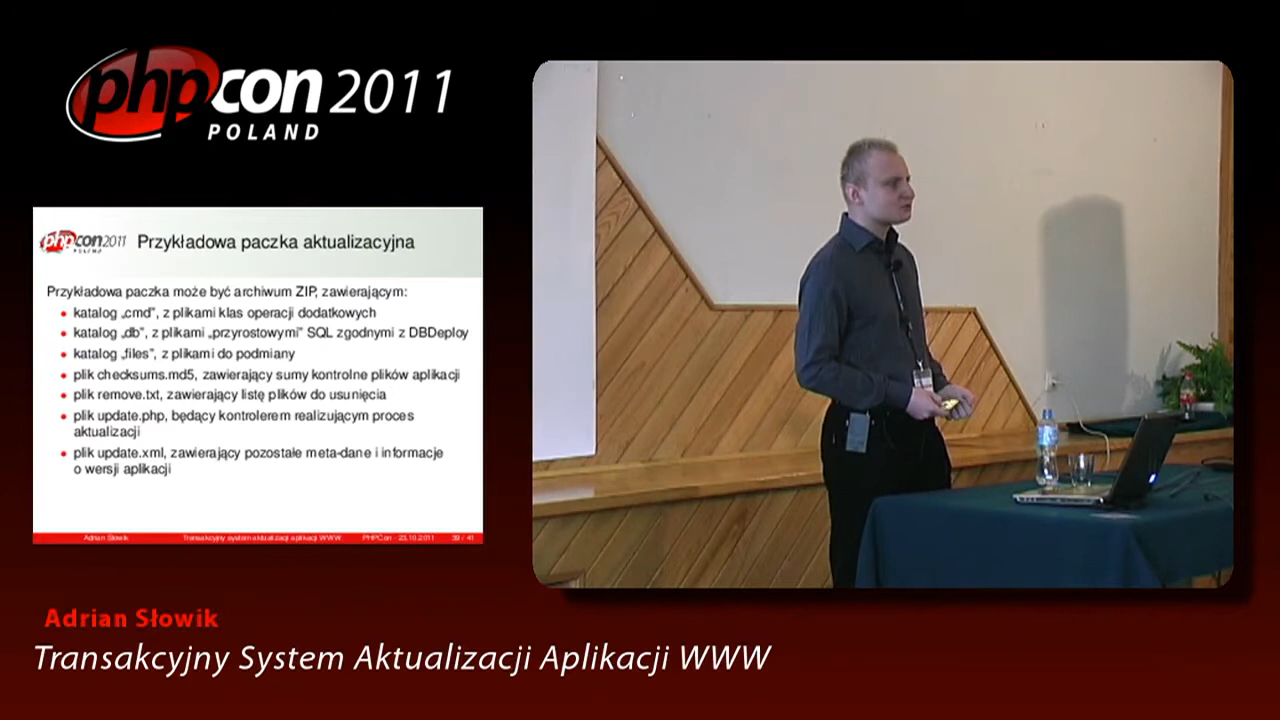 phpcon 2011
POLAND
phpcon2011
POLAND
Przykładowa paczka aktualizacyjna
Przykładowa paczka może być archiwum ZIP, zawierającym:
katalog „cmd”, z plikami klas operacji dodatkowych
katalog „db”, z plikami „przyrostowymi” SQL zgodnymi z DBDeploy
katalog „files”, z plikami do podmiany
plik checksums.md5, zawierający sumy kontrolne plików aplikacji
plik remove.txt, zawierający listę plików do usunięcia
plik update.php, będący kontrolerem realizującym proces
aktualizacji
plik update.xml, zawierający pozostałe meta-dane i informacje
o wersji aplikacji
Adrian Słowik Transakcyjny system aktualizacji aplikacji WWW PHPCon - 23.10.2011 39 / 41
Adrian Słowik
Transakcyjny System Aktualizacji Aplikacji WWW